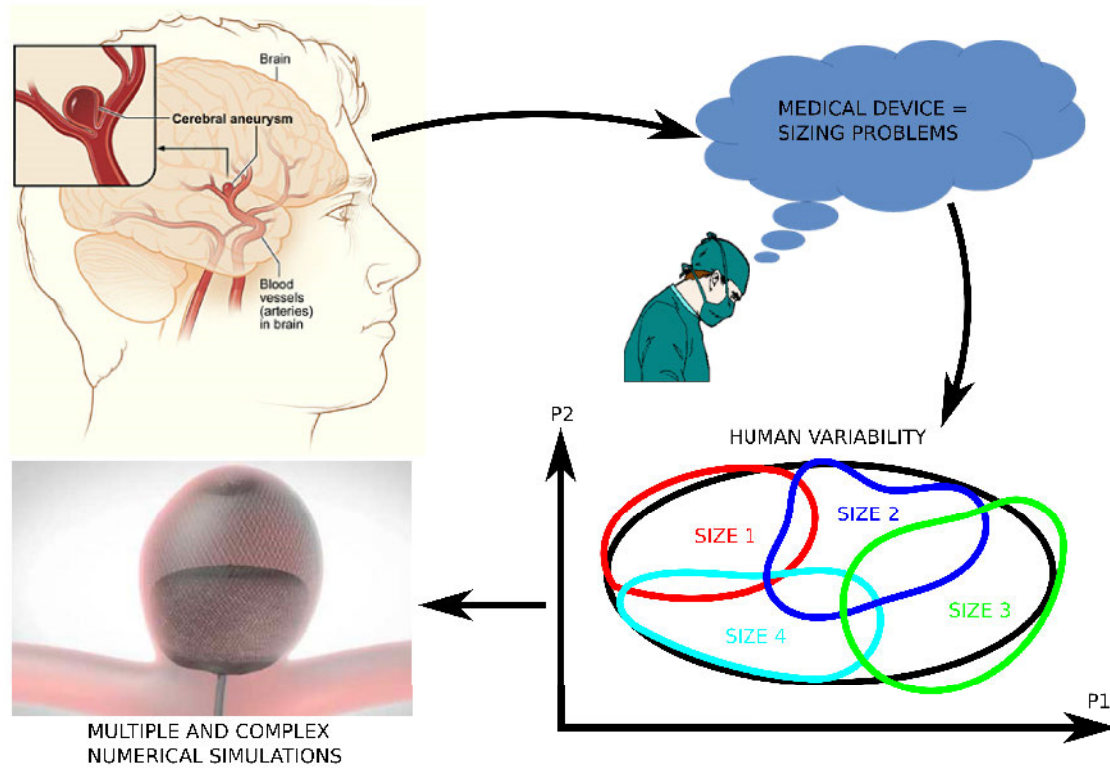 Brain
Cerebral aneurysm
Blood
vessels
(arteries)
in brain
MEDICAL DEVICE =
SIZING PROBLEMS
P2
HUMAN VARIABILITY
SIZE 1
SIZE 2
SIZE 3
SIZE 4
P1
MULTIPLE AND COMPLEX
NUMERICAL SIMULATIONS